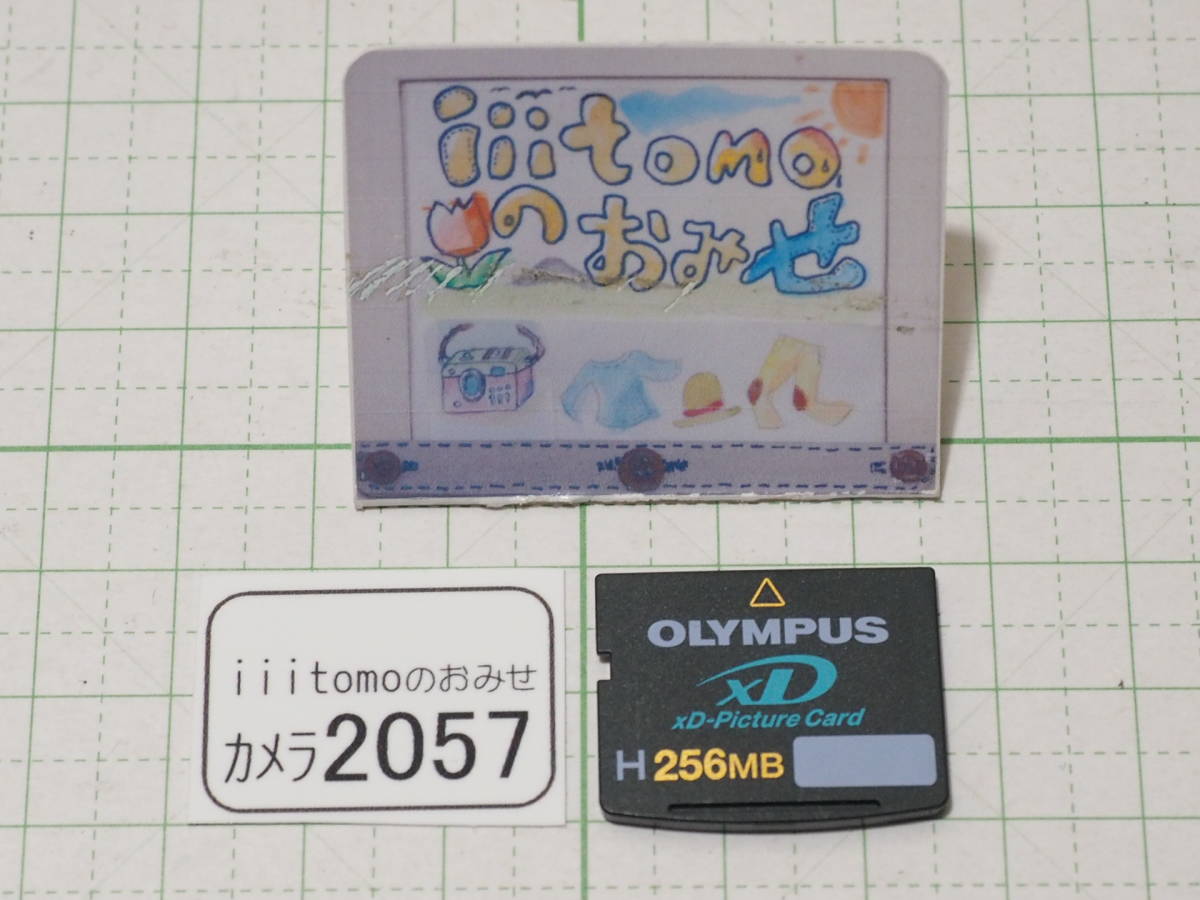 iiitomo
のおみせ
iiitomoのおみせ
カメラ2057
OLYMPUS
xD
xD-Picture Card
H 256MB